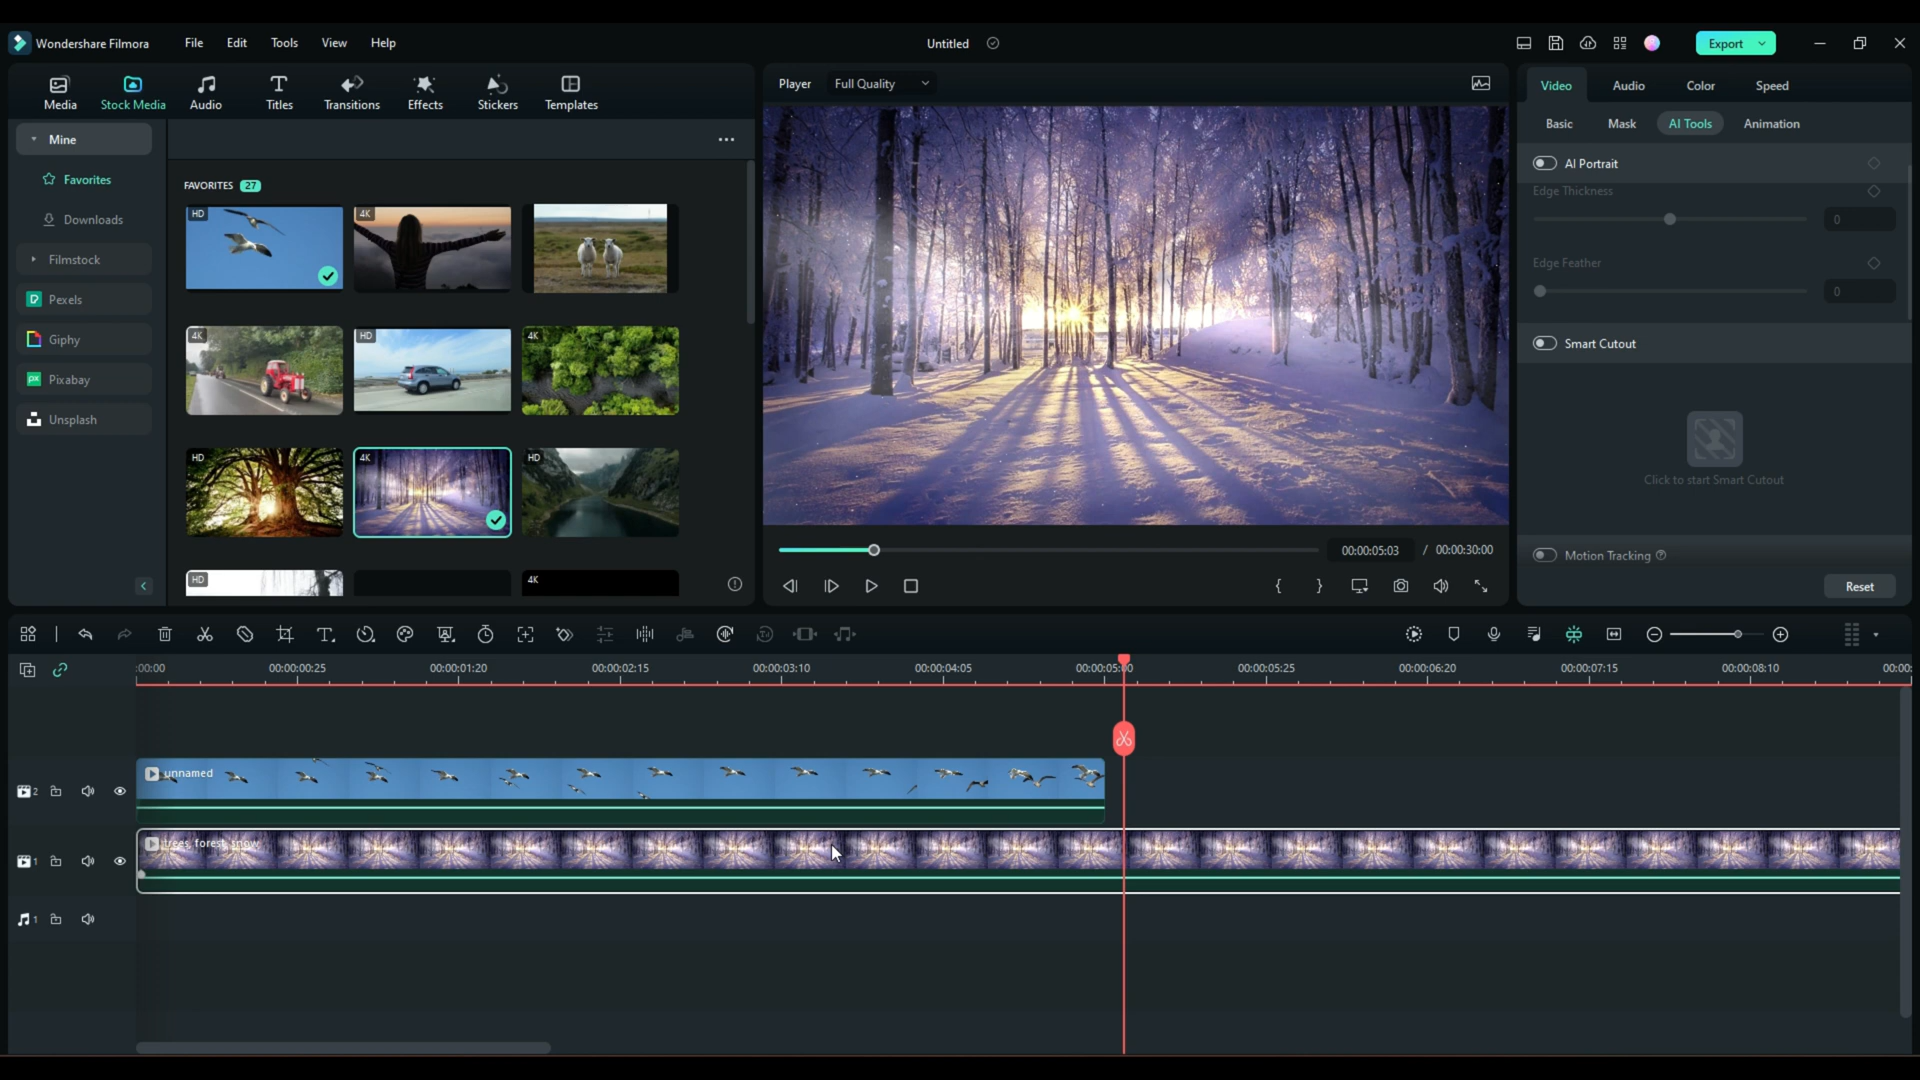 Wondershare Filmora File Edit Tools View Help Untitled Export
Media Stock Media Audio Titles Transitions Effects Stickers Templates
Mine
Favorites
Downloads
Filmstock
Pexels
Giphy
Pixabay
Unsplash
FAVORITES 27
HD 4K
4K HD 4K
HD 4K HD
HD 4K
Player Full Quality
00:00:05:03 / 00:00:30:00
Video Audio Color Speed
Basic Mask AI Tools Animation
AI Portrait
Edge Thickness
0
Edge Feather
0
Smart Cutout
Click to start Smart Cutout
Motion Tracking
Reset
:00:00 00:00:00:25 00:00:01:20 00:00:02:15 00:00:03:10 00:00:04:05 00:00:05:00 00:00:05:25 00:00:06:20 00:00:07:15 00:00:08:10 00:00:
2 unnamed
1 trees, forest, snow
1